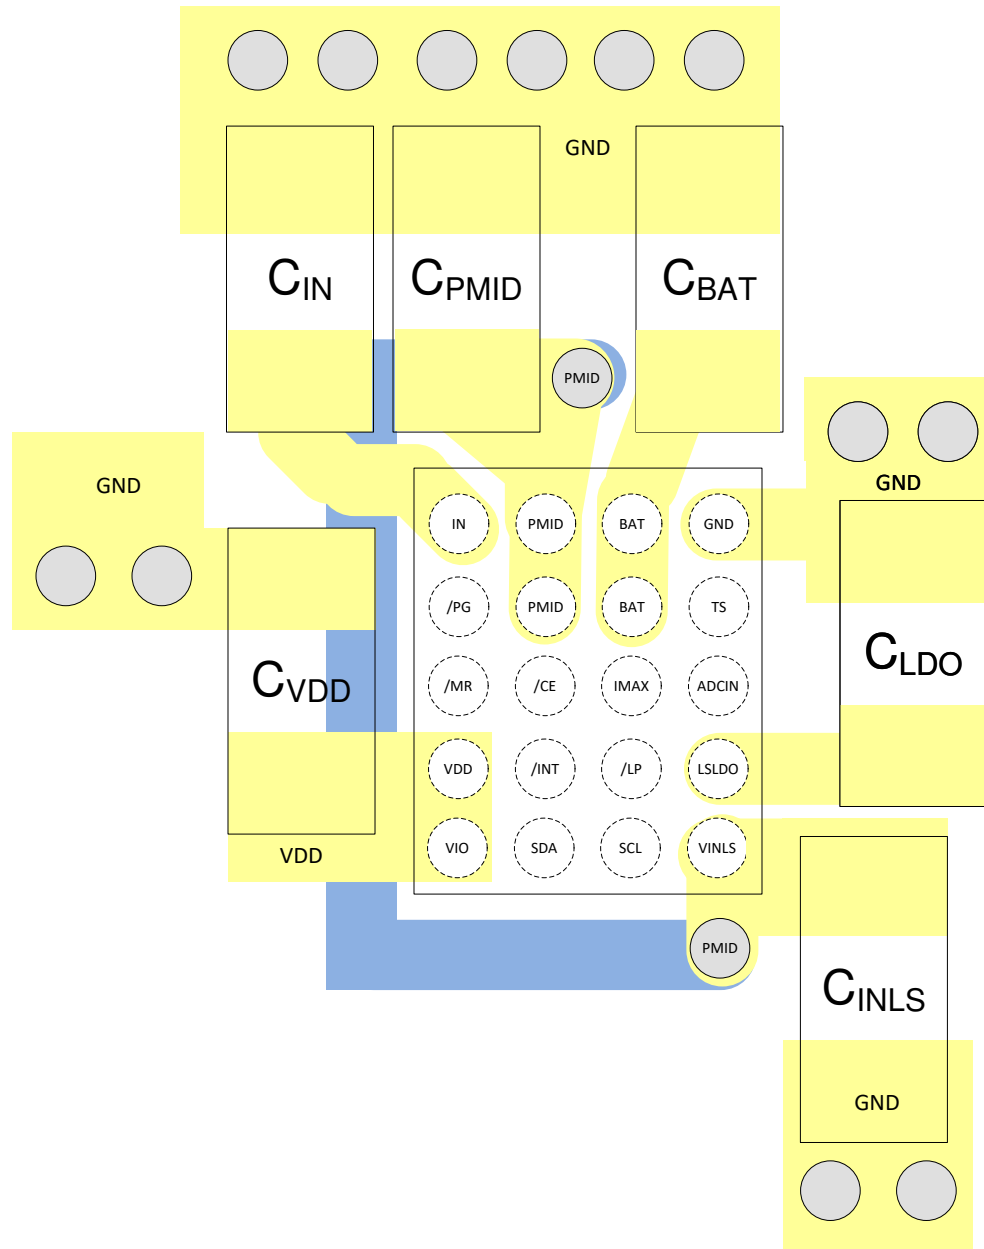 GND
CIN
CPMID
CBAT
PMID
GND
GND
IN
PMID
BAT
GND
/PG
PMID
BAT
TS
CVDD
/MR
/CE
IMAX
ADCIN
CLDO
VDD
/INT
/LP
LSLDO
VDD
VIO
SDA
SCL
VINLS
PMID
CINLS
GND